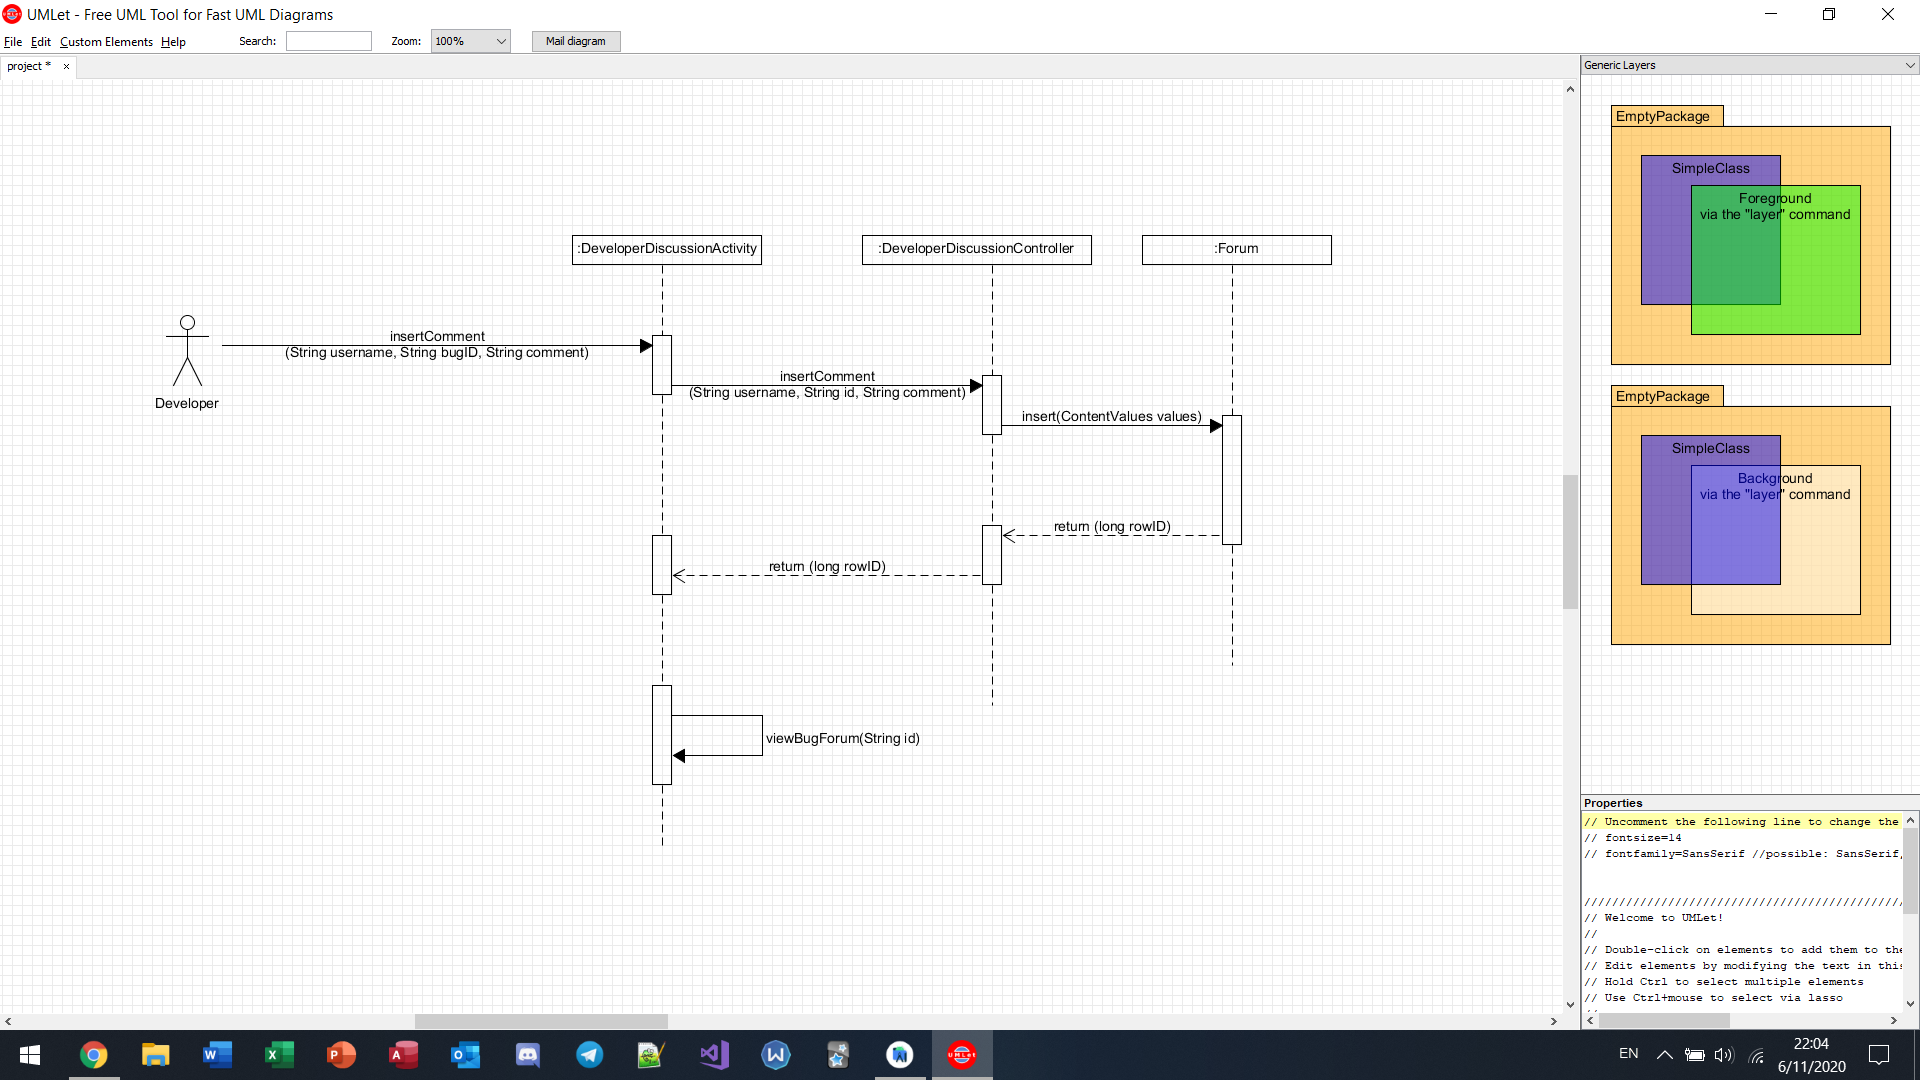 UMLet - Free UML Tool for Fast UML Diagrams
File Edit Custom Elements Help Search: Zoom: 100% Mail diagram
project *
Generic Layers
:DeveloperDiscussionActivity
:DeveloperDiscussionController
:Forum
insertComment
(String username, String bugID, String comment)
Developer
insertComment
(String username, String id, String comment)
insert(ContentValues values)
return (long rowID)
return (long rowID)
viewBugForum(String id)
EmptyPackage
SimpleClass
Foreground
via the "layer" command
EmptyPackage
SimpleClass
Background
via the "layer" command
Properties
// Uncomment the following line to change the
// fontsize=14
// fontfamily=SansSerif //possible: SansSerif,
//////////////////////////////////////////////
// Welcome to UMLet!
//
// Double-click on elements to add them to the
// Edit elements by modifying the text in this
// Hold Ctrl to select multiple elements
// Use Ctrl+mouse to select via lasso
EN
22:04
6/11/2020